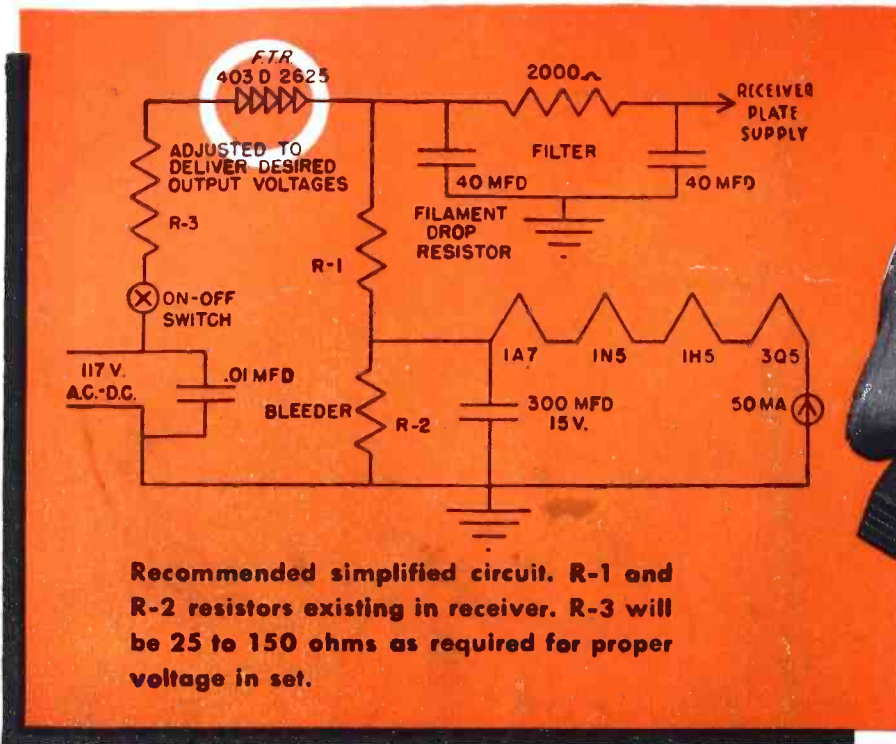 F.T.R.
403 D 2625
2000Ω
RECEIVER
PLATE
SUPPLY
ADJUSTED TO
DELIVER DESIRED
OUTPUT VOLTAGES
FILTER
40 MFD
40 MFD
R-3
FILAMENT
DROP
RESISTOR
R-1
ON-OFF
SWITCH
1A7
1N5
1H5
3Q5
117 V.
A.C.-D.C.
.01 MFD
BLEEDER
R-2
300 MFD
15 V.
50 MA
Recommended simplified circuit. R-1 and
R-2 resistors existing in receiver. R-3 will
be 25 to 150 ohms as required for proper
voltage in set.